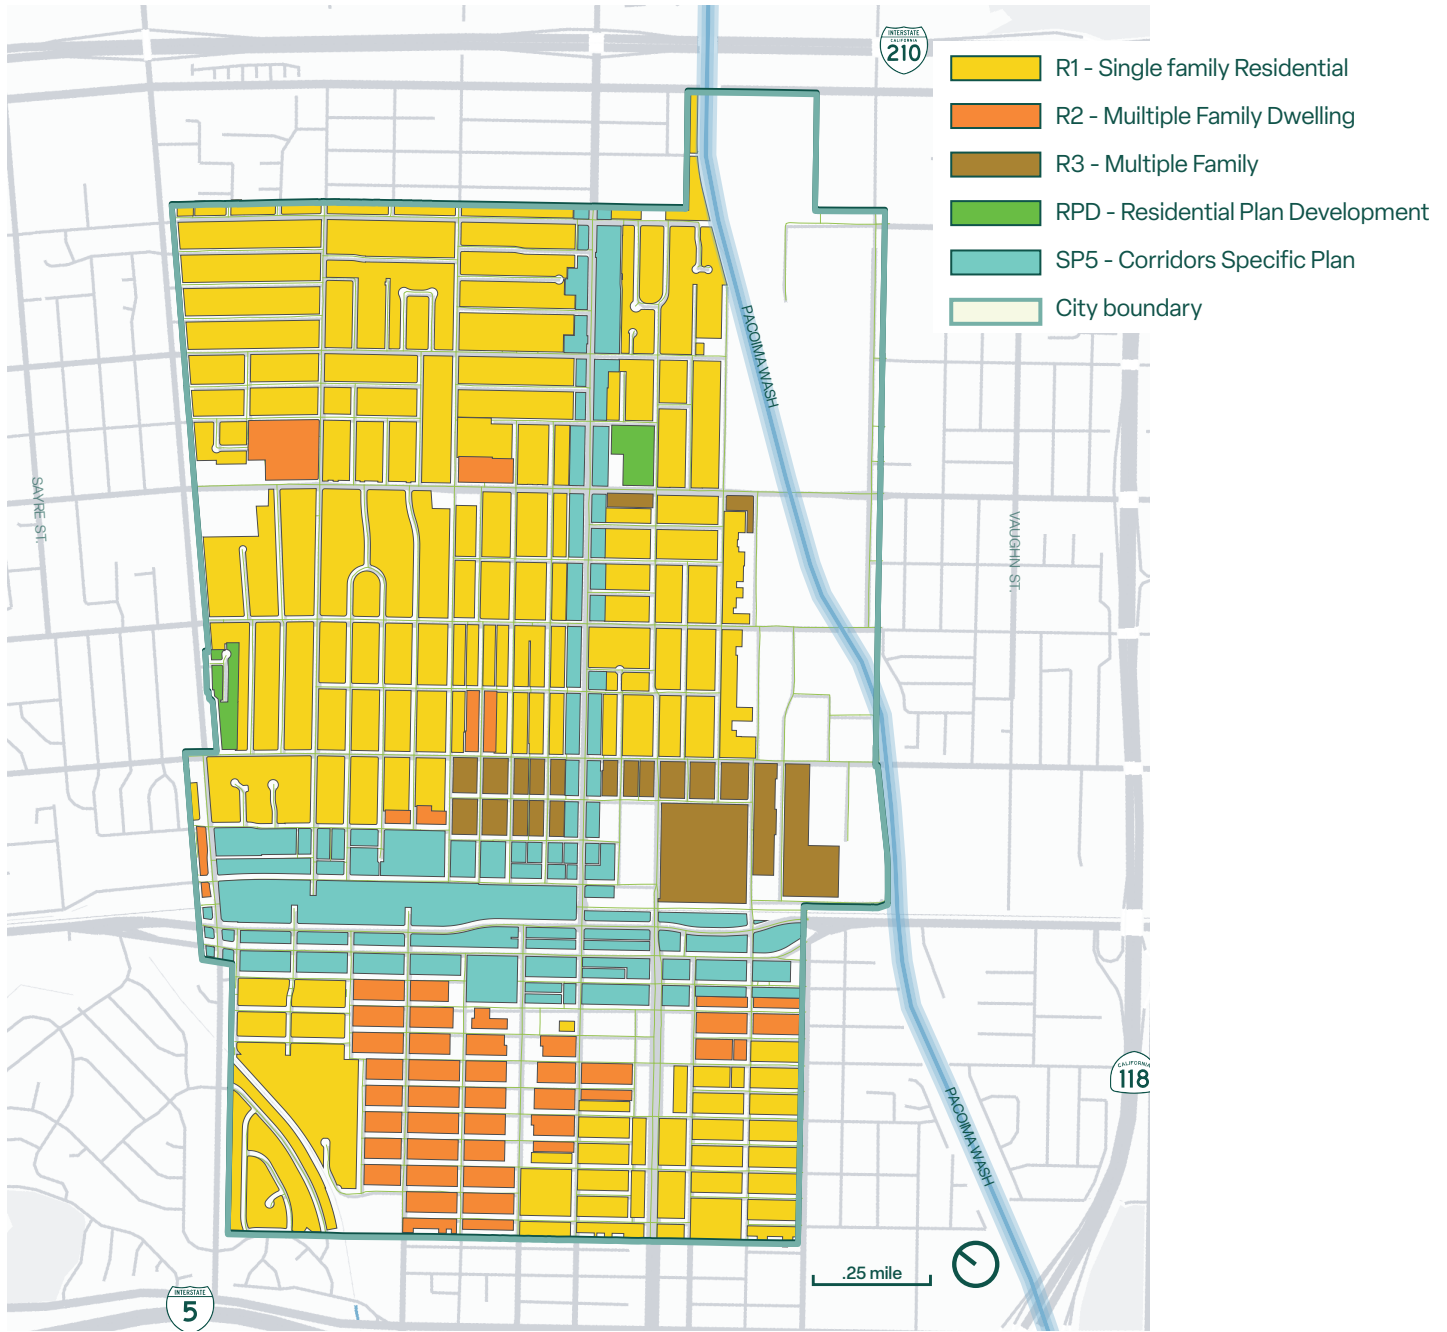 INTERSTATE
CALIFORNIA
210
R1 - Single family Residential
R2 - Muiltiple Family Dwelling
R3 - Multiple Family
RPD - Residential Plan Development
SP5 - Corridors Specific Plan
City boundary
PACOIMA WASH
SAYRE ST.
VAUGHN ST.
CALIFORNIA
118
PACOIMA WASH
.25 mile
INTERSTATE
5